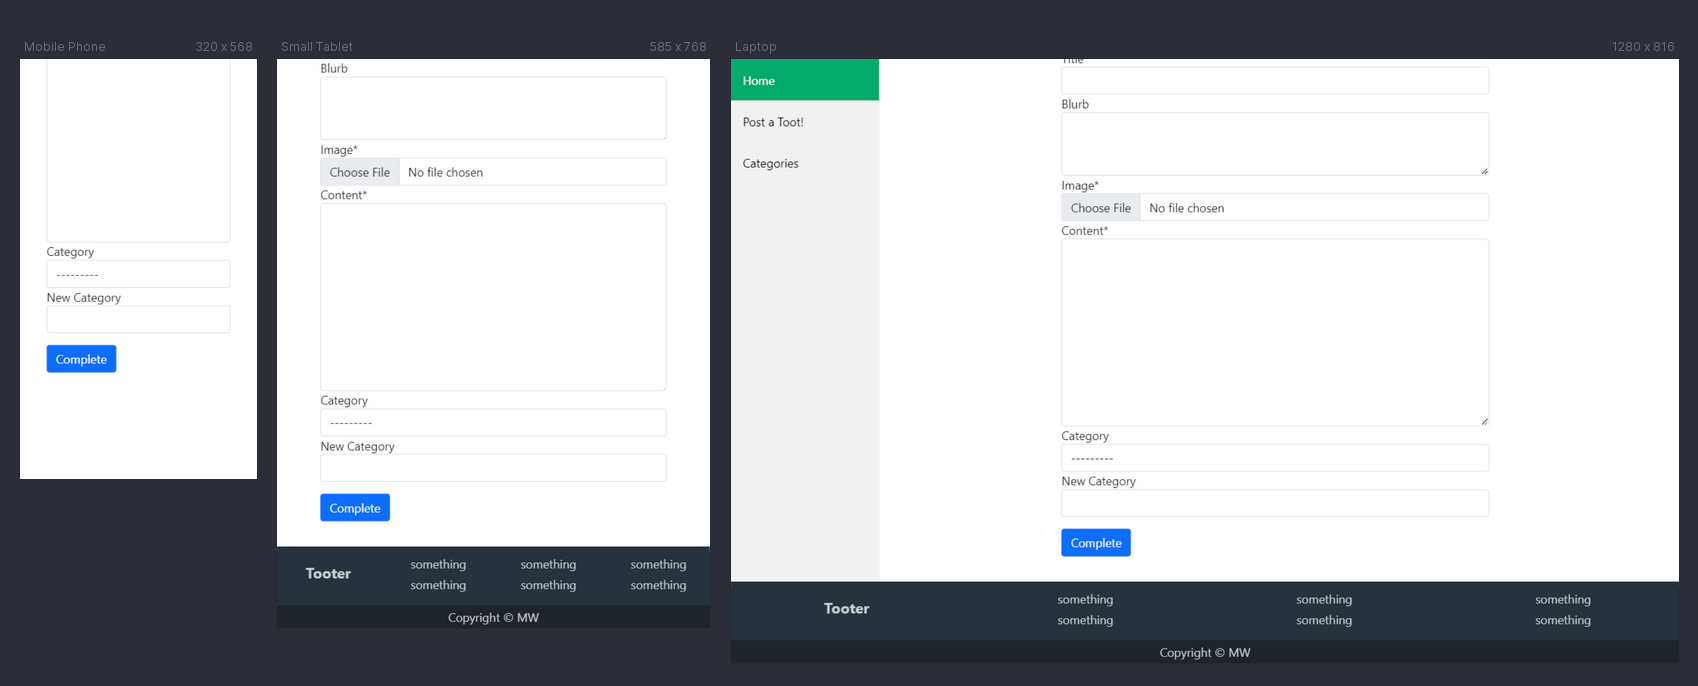 Mobile Phone 320 x 568
Category
---------
New Category
Complete
Small Tablet 585 x 768
Blurb
Image*
Choose File No file chosen
Content*
Category
---------
New Category
Complete
Tooter
something something something
something something something
Copyright © MW
Laptop 1280 x 816
Home
Post a Toot!
Categories
Title
Blurb
Image*
Choose File No file chosen
Content*
Category
---------
New Category
Complete
Tooter
something something something
something something something
Copyright © MW